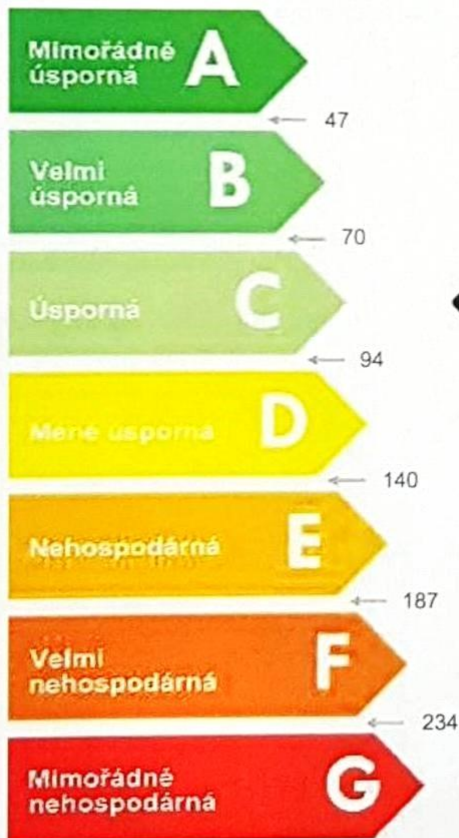 Mimořádně
úsporná
A
47
Velmi
úsporná
B
70
Úsporná
C
94
Méně úsporná
D
140
Nehospodárná
E
187
Velmi
nehospodárná
F
234
Mimořádně
nehospodárná
G